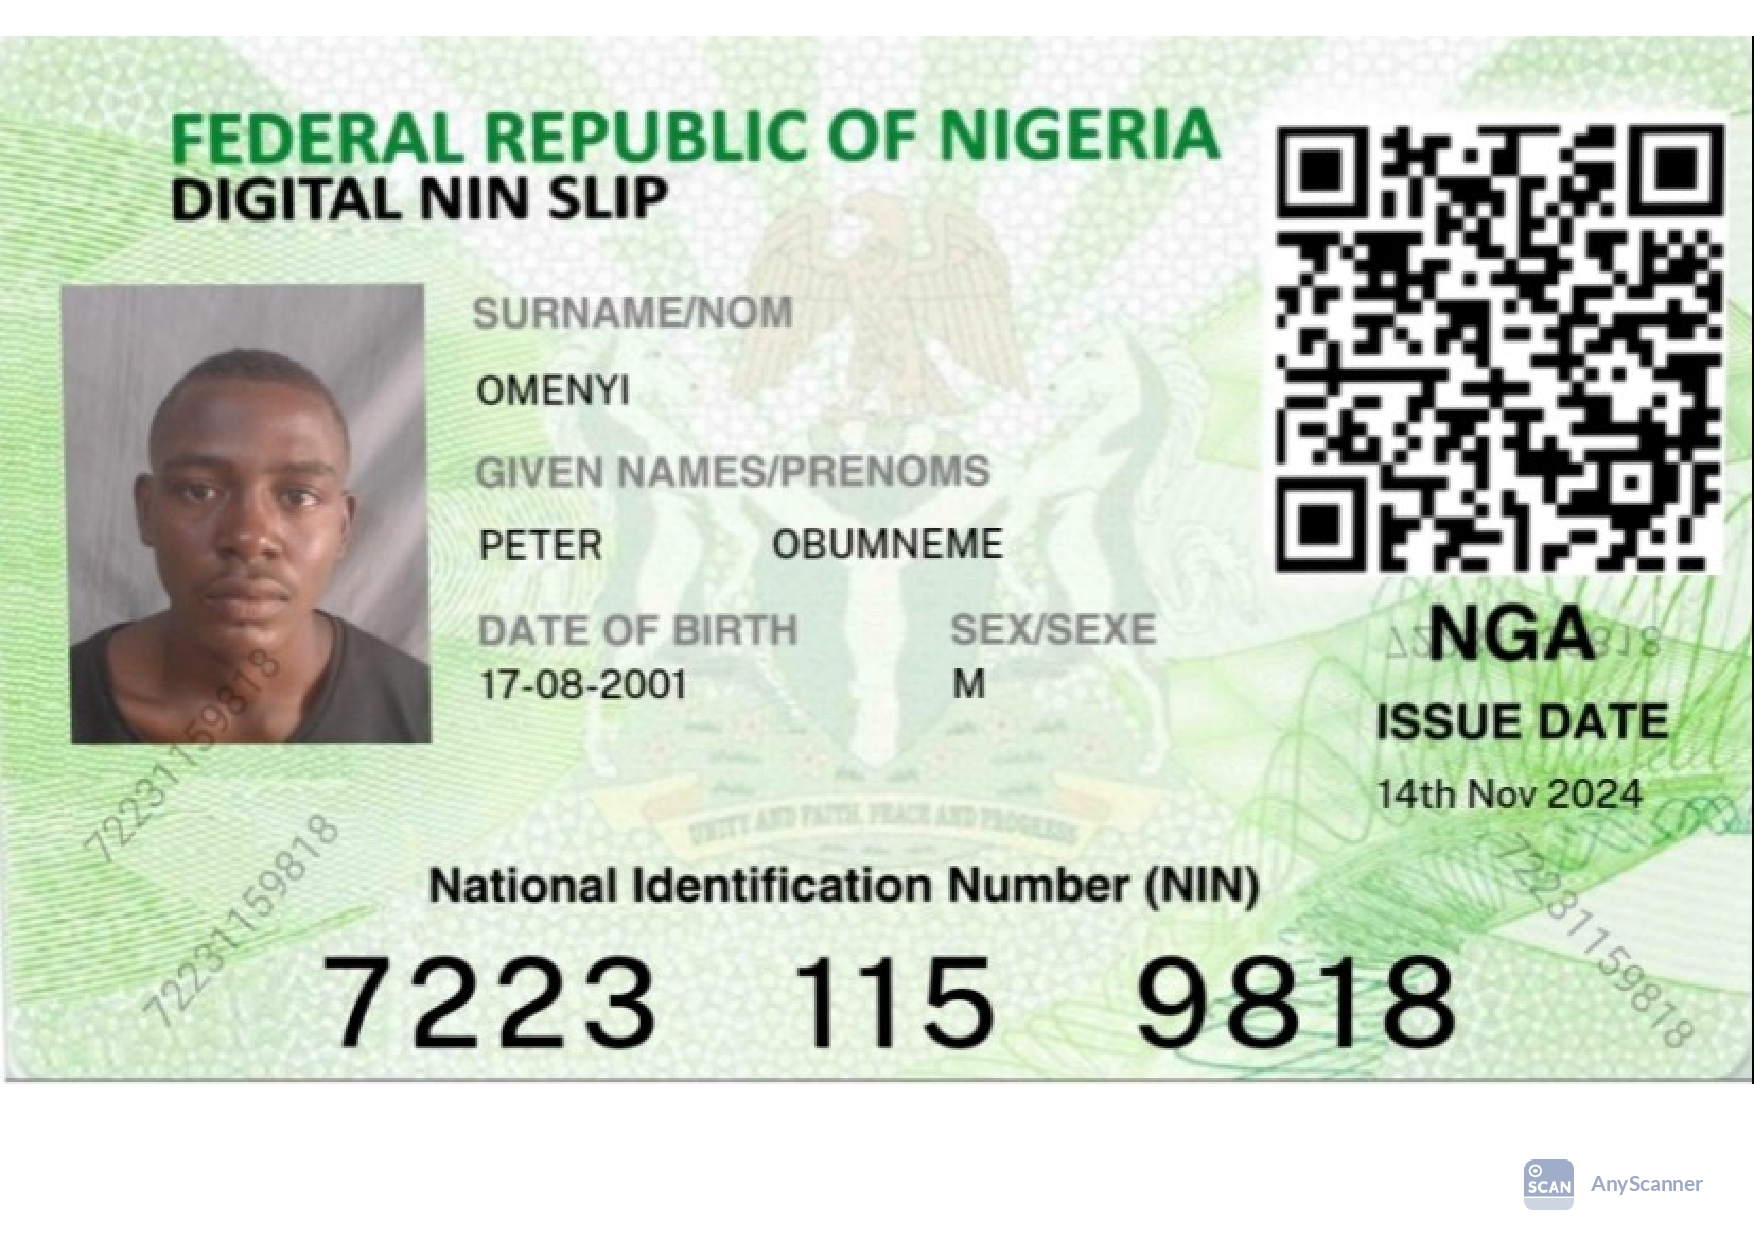 FEDERAL REPUBLIC OF NIGERIA
DIGITAL NIN SLIP
SURNAME/NOM
OMENYI
GIVEN NAMES/PRENOMS
PETER OBUMNEME
DATE OF BIRTH SEX/SEXE
17-08-2001 M
NGA
ISSUE DATE
14th Nov 2024
72231159818
72231159818
72231159818
UNITY AND FAITH, PEACE AND PROGRESS
National Identification Number (NIN)
7223 115 9818
SCAN AnyScanner